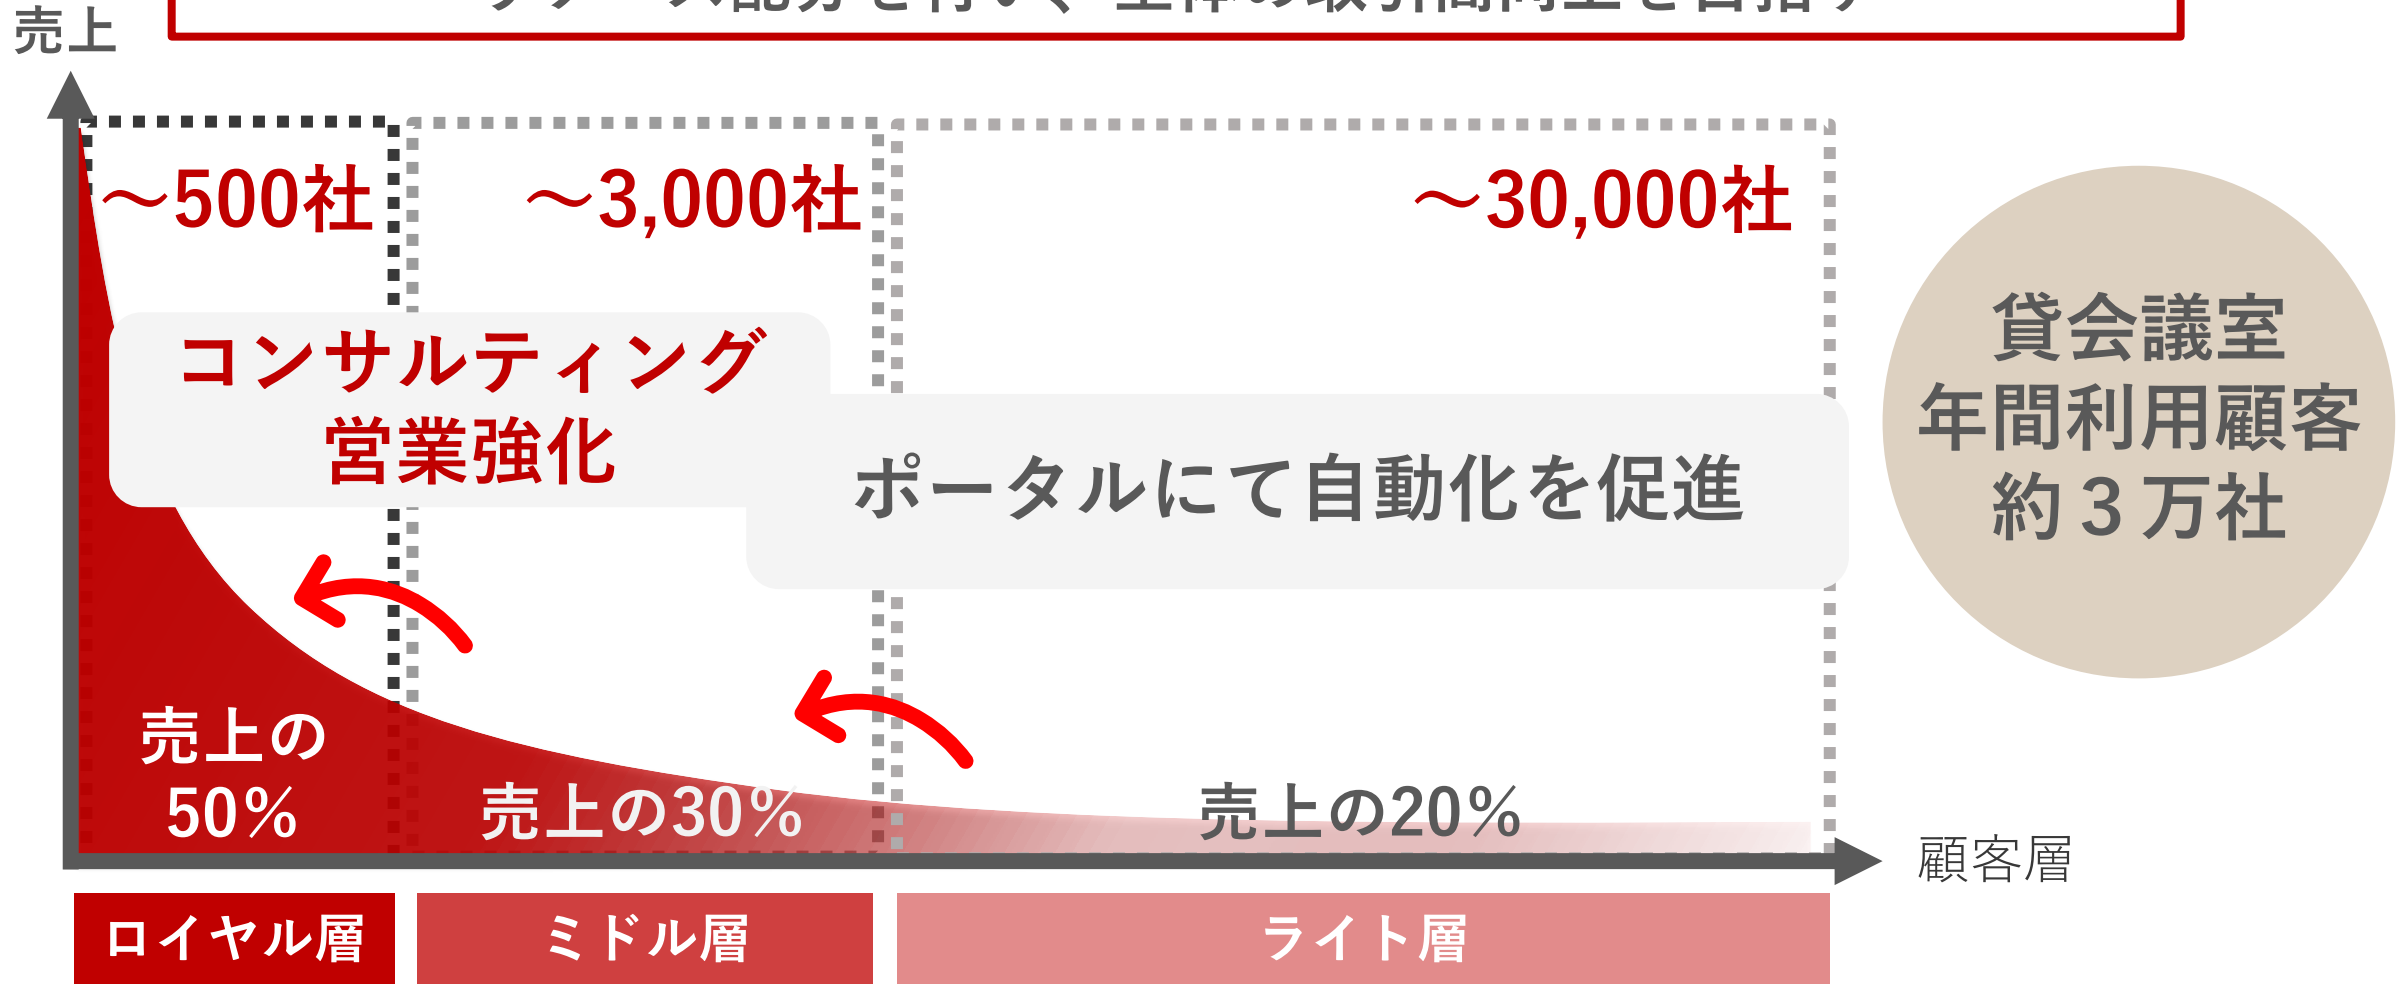 売上
～500社
～3,000社
～30,000社
コンサルティング
営業強化
ポータルにて自動化を促進
貸会議室
年間利用顧客
約３万社
売上の
50%
売上の30%
売上の20%
顧客層
ロイヤル層
ミドル層
ライト層